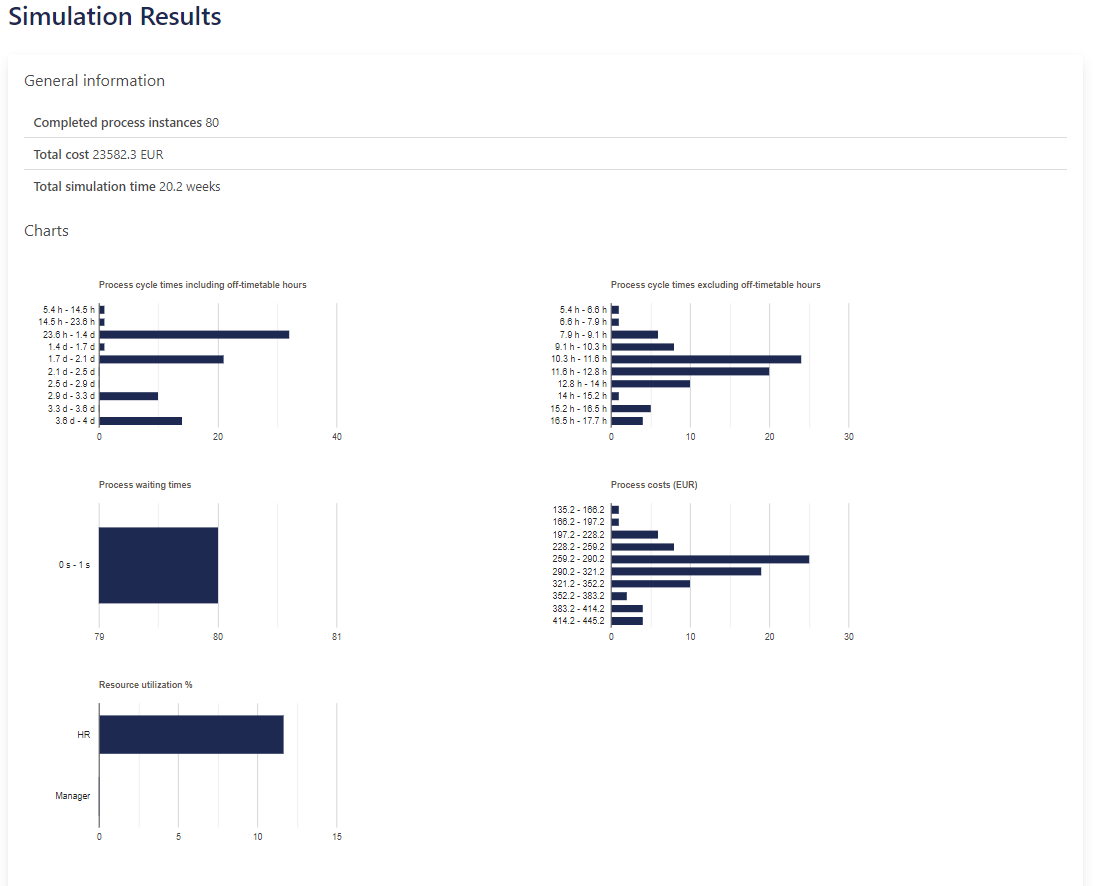 Simulation Results
General information
Completed process instances 80
Total cost 23582.3 EUR
Total simulation time 20.2 weeks
Charts
Process cycle times including off-timetable hours
5.4 h - 14.5 h
14.5 h - 23.6 h
23.6 h - 1.4 d
1.4 d - 1.7 d
1.7 d - 2.1 d
2.1 d - 2.5 d
2.5 d - 2.9 d
2.9 d - 3.3 d
3.3 d - 3.6 d
3.6 d - 4 d
0 20 40
Process cycle times excluding off-timetable hours
5.4 h - 6.6 h
6.6 h - 7.9 h
7.9 h - 9.1 h
9.1 h - 10.3 h
10.3 h - 11.6 h
11.6 h - 12.8 h
12.8 h - 14 h
14 h - 15.2 h
15.2 h - 16.5 h
16.5 h - 17.7 h
0 10 20 30
Process waiting times
0 s - 1 s
79 80 81
Process costs (EUR)
135.2 - 166.2
166.2 - 197.2
197.2 - 228.2
228.2 - 259.2
259.2 - 290.2
290.2 - 321.2
321.2 - 352.2
352.2 - 383.2
383.2 - 414.2
414.2 - 445.2
0 10 20 30
Resource utilization %
HR
Manager
0 5 10 15